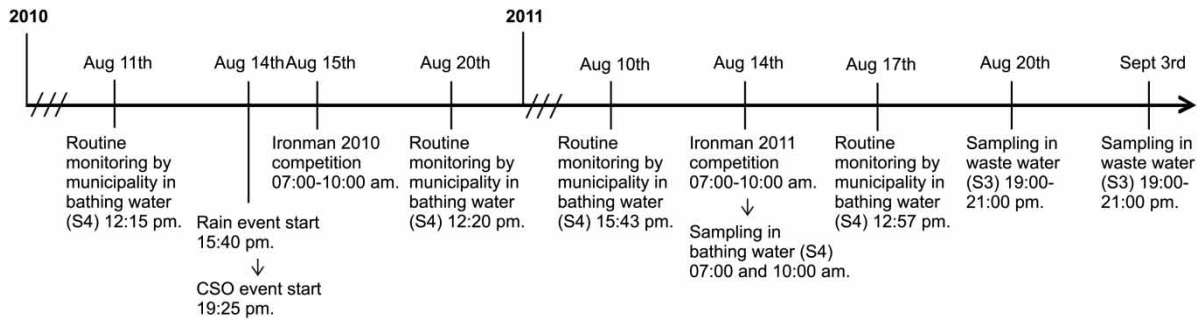 2010
2011
Aug 11th
Aug 14th
Aug 15th
Aug 20th
Aug 10th
Aug 14th
Aug 17th
Aug 20th
Sept 3rd
Routine
monitoring by
municipality in
bathing water
(S4) 12:15 pm.
Rain event start
15:40 pm.
CSO event start
19:25 pm.
Ironman 2010
competition
07:00-10:00 am.
Routine
monitoring by
municipality in
bathing water
(S4) 12:20 pm.
Routine
monitoring by
municipality in
bathing water
(S4) 15:43 pm.
Ironman 2011
competition
07:00-10:00 am.
Sampling in
bathing water (S4)
07:00 and 10:00 am.
Routine
monitoring by
municipality in
bathing water
(S4) 12:57 pm.
Sampling in
waste water
(S3) 19:00-
21:00 pm.
Sampling in
waste water
(S3) 19:00-
21:00 pm.